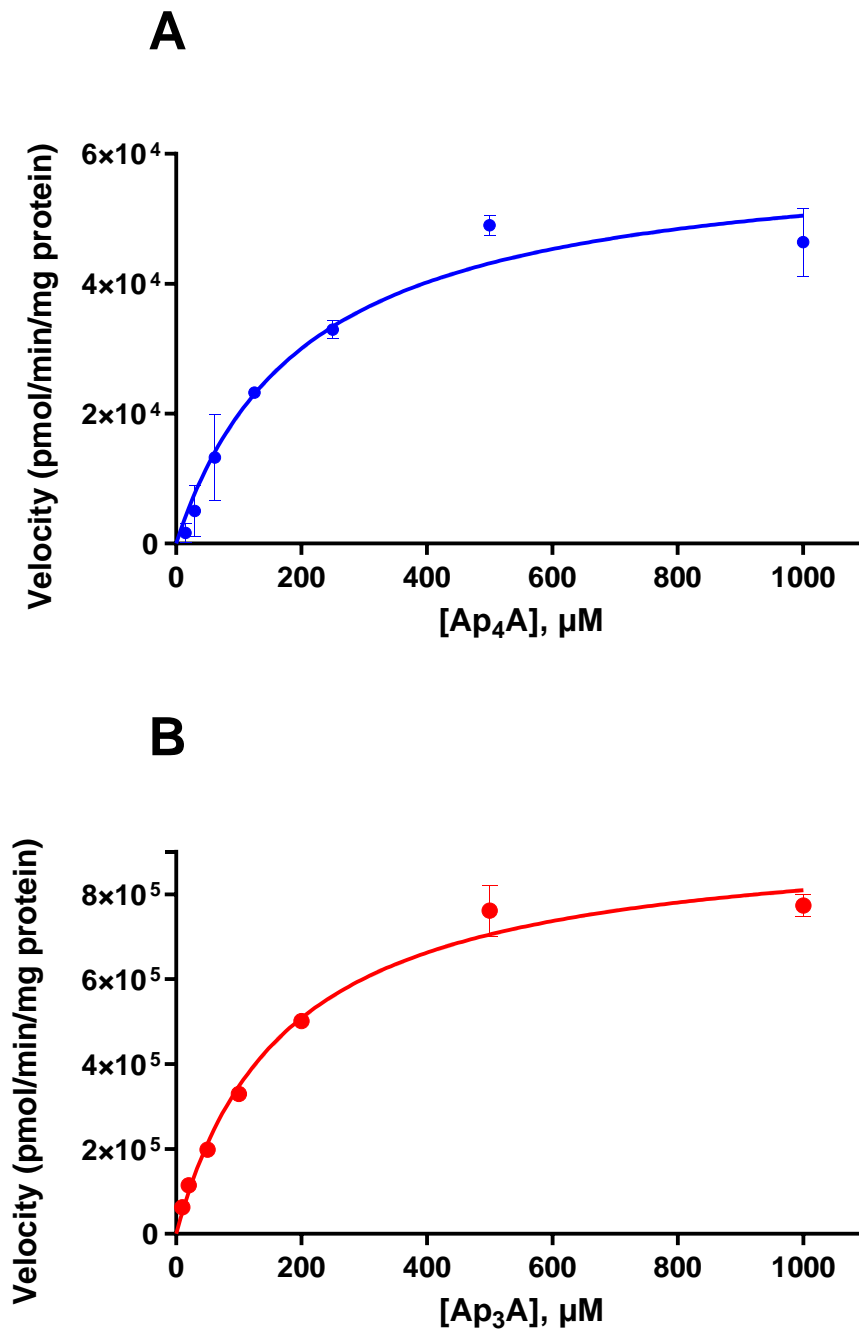 A
Velocity (pmol/min/mg protein)
6×10⁴
4×10⁴
2×10⁴
0
0 200 400 600 800 1000
[Ap₄A], µM
B
Velocity (pmol/min/mg protein)
8×10⁵
6×10⁵
4×10⁵
2×10⁵
0
0 200 400 600 800 1000
[Ap₃A], µM